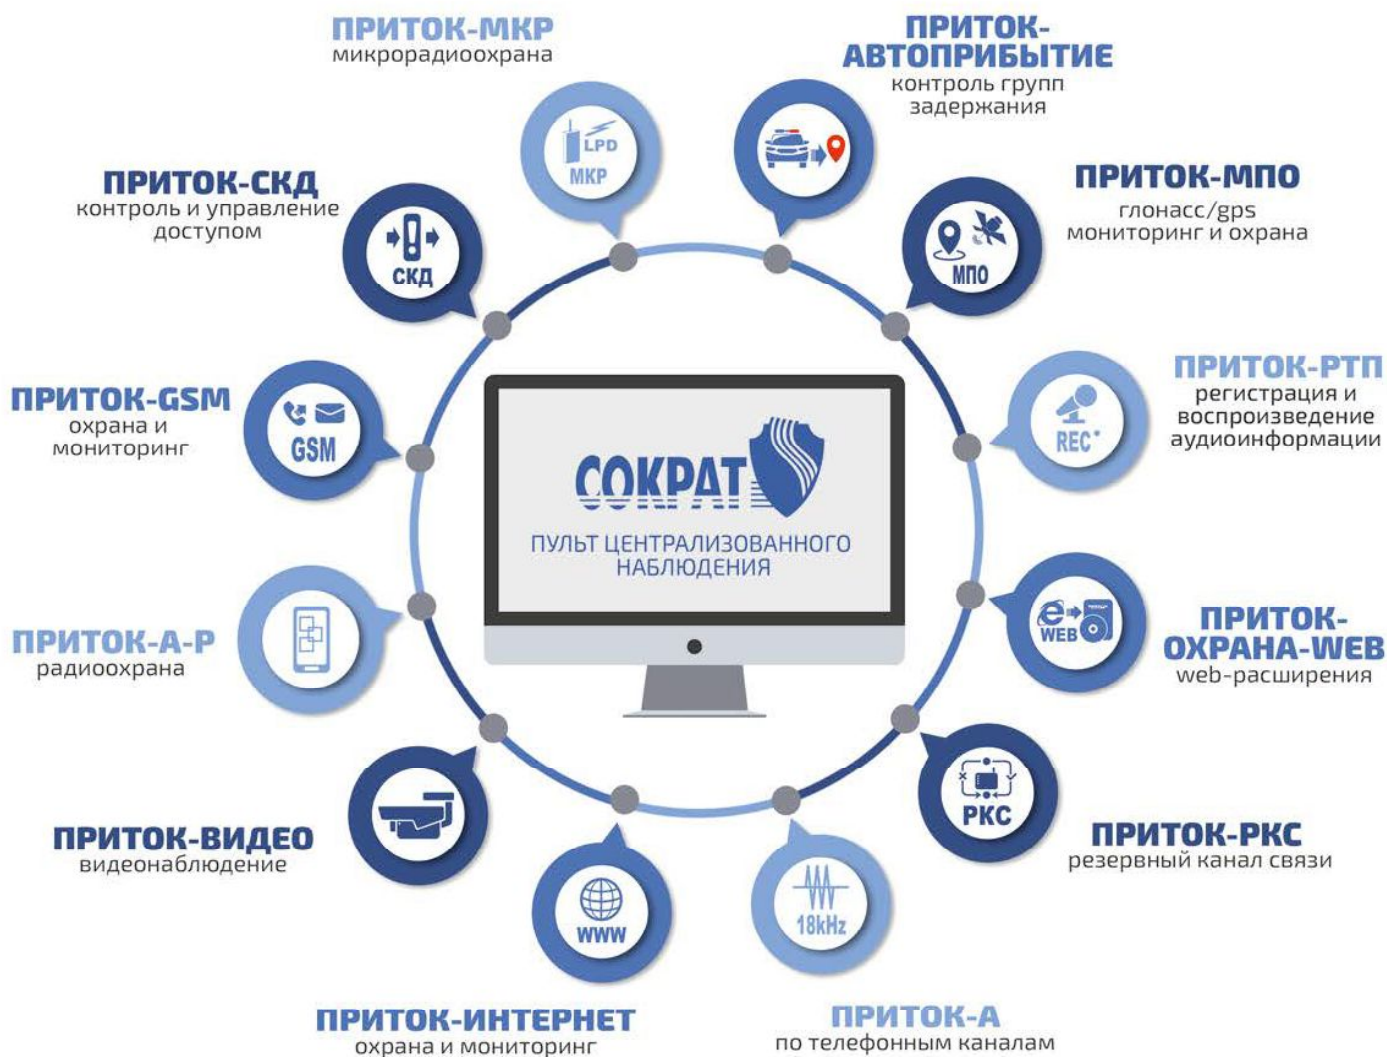 ПРИТОК-МКР
микрорадиоохрана
LPD
МКР
ПРИТОК-
АВТОПРИБЫТИЕ
контроль групп
задержания
ПРИТОК-СКД
контроль и управление
доступом
СКД
ПРИТОК-МПО
глонасс/gps
мониторинг и охрана
МПО
ПРИТОК-GSM
охрана и
мониторинг
GSM
ПРИТОК-РТП
регистрация и
воспроизведение
аудиоинформации
REC
СОКРАТ
ПУЛЬТ ЦЕНТРАЛИЗОВАННОГО
НАБЛЮДЕНИЯ
ПРИТОК-А-Р
радиоохрана
ПРИТОК-
ОХРАНА-WEB
web-расширения
WEB
ПРИТОК-ВИДЕО
видеонаблюдение
ПРИТОК-РКС
резервный канал связи
РКС
WWW
ПРИТОК-ИНТЕРНЕТ
охрана и мониторинг
18kHz
ПРИТОК-А
по телефонным каналам